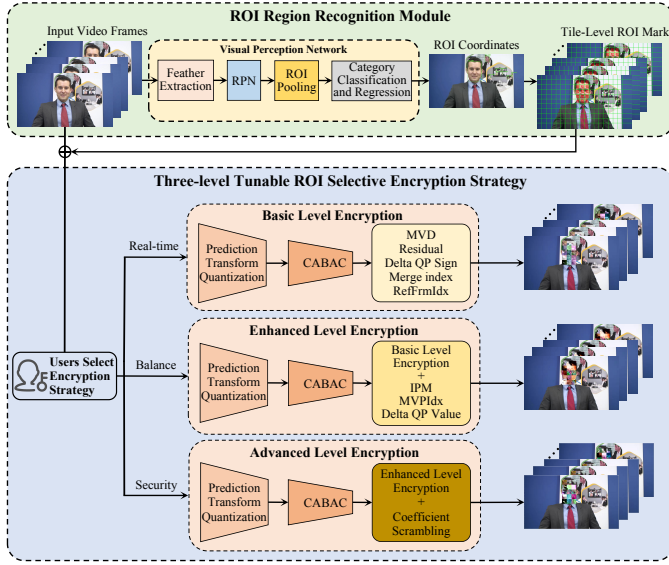 ROI Region Recognition Module
Input Video Frames
Visual Perception Network
Feather
Extraction
RPN
ROI
Pooling
Category
Classification
and Regression
ROI Coordinates
Tile-Level ROI Mark
Three-level Tunable ROI Selective Encryption Strategy
Users Select
Encryption
Strategy
Real-time
Basic Level Encryption
Prediction
Transform
Quantization
CABAC
MVD
Residual
Delta QP Sign
Merge index
RefFrmIdx
Balance
Enhanced Level Encryption
Prediction
Transform
Quantization
CABAC
Basic Level
Encryption
+
IPM
MVPIdx
Delta QP Value
Security
Advanced Level Encryption
Prediction
Transform
Quantization
CABAC
Enhanced Level
Encryption
+
Coefficient
Scrambling